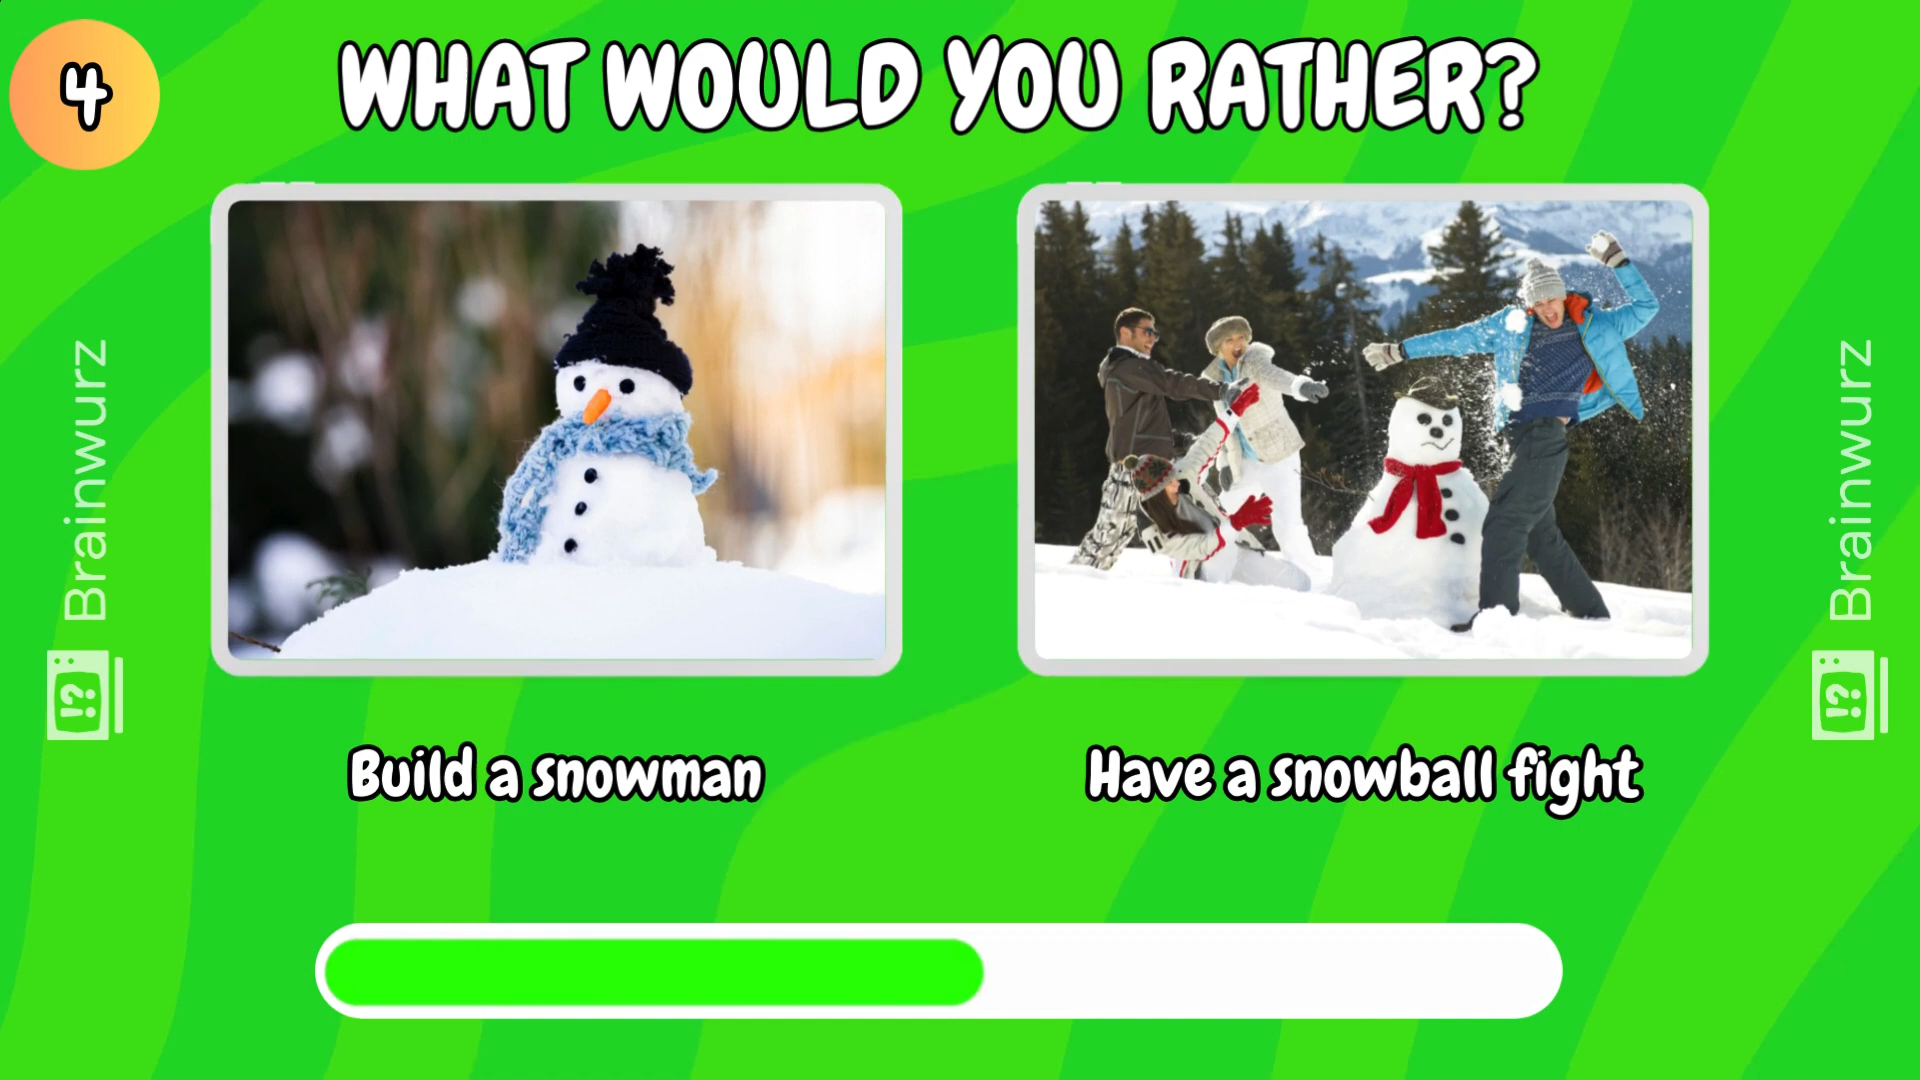 4
WHAT WOULD YOU RATHER?
Brainwurz
!?
Build a snowman
Have a snowball fight
Brainwurz
!?